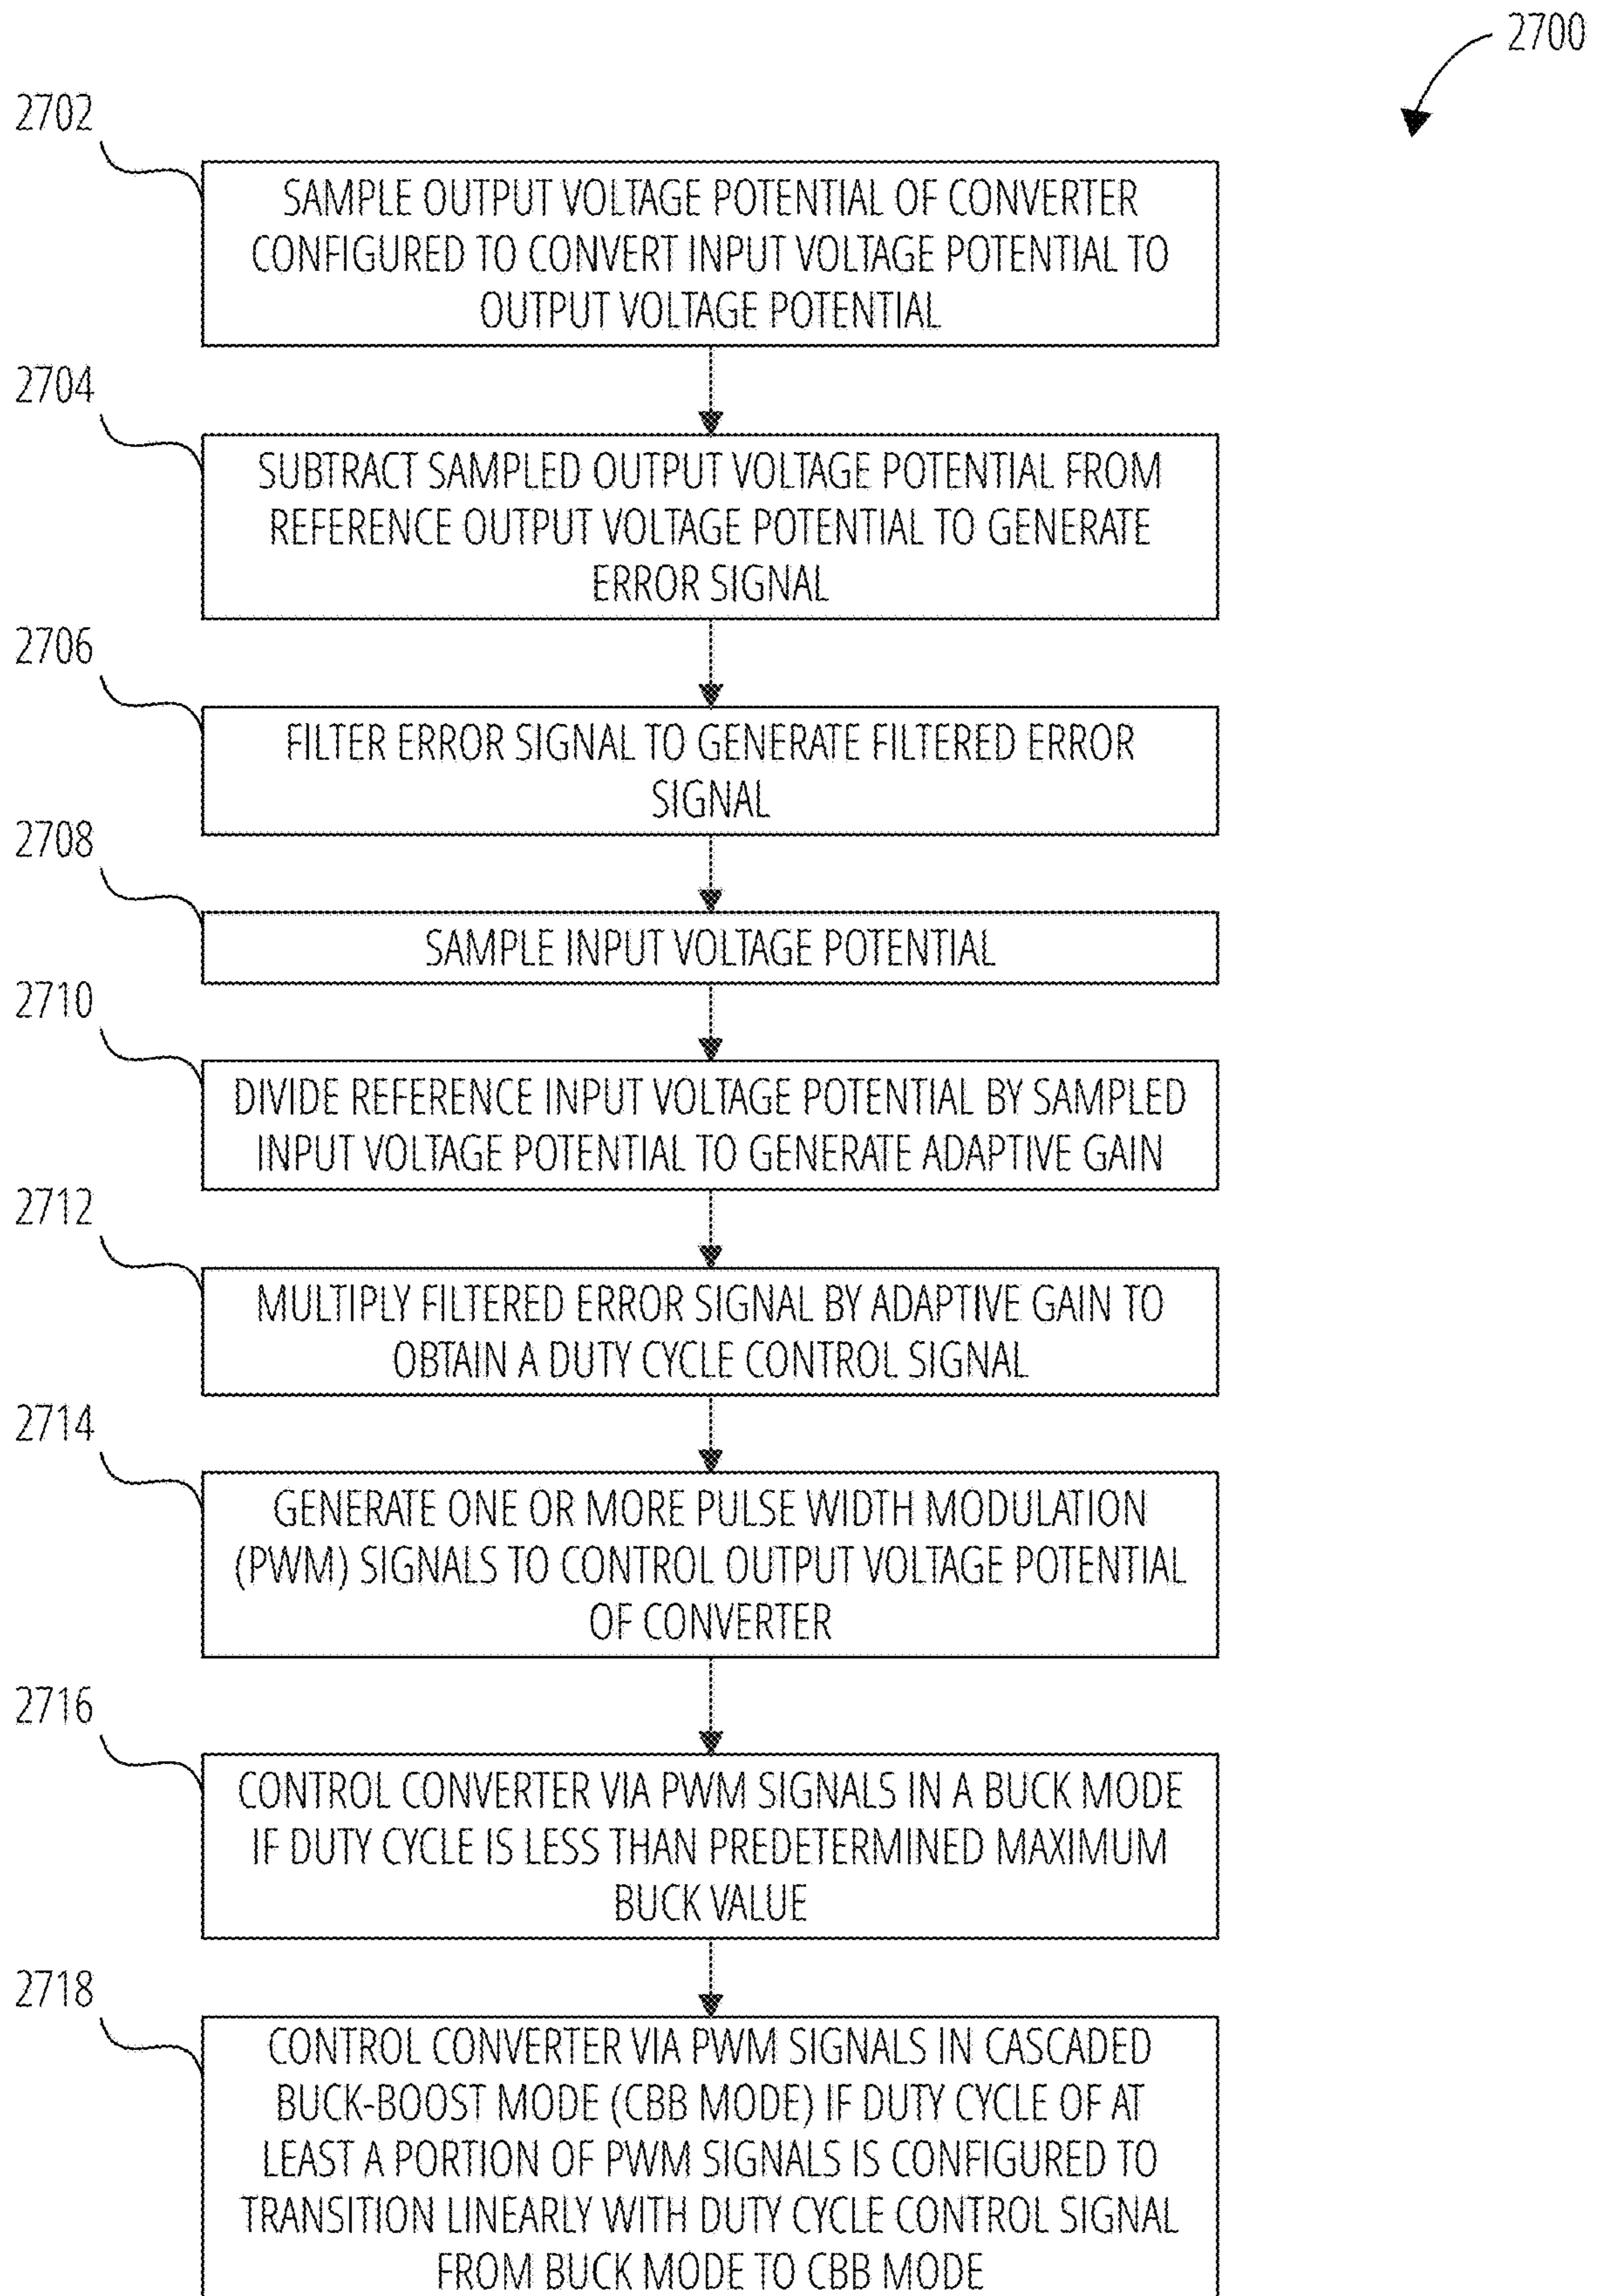 2700
2702
SAMPLE OUTPUT VOLTAGE POTENTIAL OF CONVERTER
CONFIGURED TO CONVERT INPUT VOLTAGE POTENTIAL TO
OUTPUT VOLTAGE POTENTIAL
2704
SUBTRACT SAMPLED OUTPUT VOLTAGE POTENTIAL FROM
REFERENCE OUTPUT VOLTAGE POTENTIAL TO GENERATE
ERROR SIGNAL
2706
FILTER ERROR SIGNAL TO GENERATE FILTERED ERROR
SIGNAL
2708
SAMPLE INPUT VOLTAGE POTENTIAL
2710
DIVIDE REFERENCE INPUT VOLTAGE POTENTIAL BY SAMPLED
INPUT VOLTAGE POTENTIAL TO GENERATE ADAPTIVE GAIN
2712
MULTIPLY FILTERED ERROR SIGNAL BY ADAPTIVE GAIN TO
OBTAIN A DUTY CYCLE CONTROL SIGNAL
2714
GENERATE ONE OR MORE PULSE WIDTH MODULATION
(PWM) SIGNALS TO CONTROL OUTPUT VOLTAGE POTENTIAL
OF CONVERTER
2716
CONTROL CONVERTER VIA PWM SIGNALS IN A BUCK MODE
IF DUTY CYCLE IS LESS THAN PREDETERMINED MAXIMUM
BUCK VALUE
2718
CONTROL CONVERTER VIA PWM SIGNALS IN CASCADED
BUCK-BOOST MODE (CBB MODE) IF DUTY CYCLE OF AT
LEAST A PORTION OF PWM SIGNALS IS CONFIGURED TO
TRANSITION LINEARLY WITH DUTY CYCLE CONTROL SIGNAL
FROM BUCK MODE TO CBB MODE